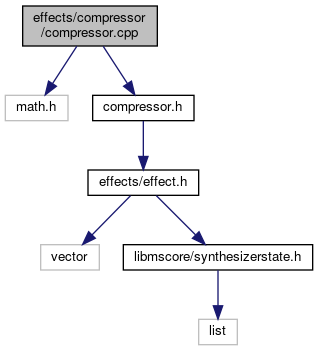 effects/compressor
/compressor.cpp
math.h
compressor.h
effects/effect.h
vector
libmscore/synthesizerstate.h
list